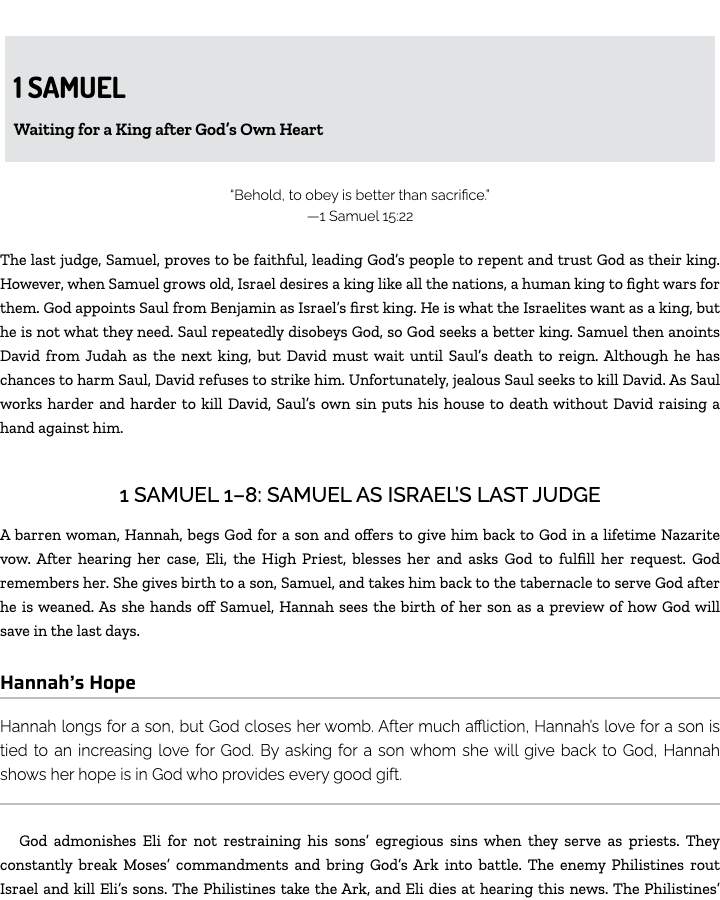 1 SAMUEL
Waiting for a King after God’s Own Heart
“Behold, to obey is better than sacrifice.”
—1 Samuel 15:22
The last judge, Samuel, proves to be faithful, leading God’s people to repent and trust God as their king.
However, when Samuel grows old, Israel desires a king like all the nations, a human king to fight wars for
them. God appoints Saul from Benjamin as Israel’s first king. He is what the Israelites want as a king, but
he is not what they need. Saul repeatedly disobeys God, so God seeks a better king. Samuel then anoints
David from Judah as the next king, but David must wait until Saul’s death to reign. Although he has
chances to harm Saul, David refuses to strike him. Unfortunately, jealous Saul seeks to kill David. As Saul
works harder and harder to kill David, Saul’s own sin puts his house to death without David raising a
hand against him.
1 SAMUEL 1–8: SAMUEL AS ISRAEL’S LAST JUDGE
A barren woman, Hannah, begs God for a son and offers to give him back to God in a lifetime Nazarite
vow. After hearing her case, Eli, the High Priest, blesses her and asks God to fulfill her request. God
remembers her. She gives birth to a son, Samuel, and takes him back to the tabernacle to serve God after
he is weaned. As she hands off Samuel, Hannah sees the birth of her son as a preview of how God will
save in the last days.
Hannah’s Hope
Hannah longs for a son, but God closes her womb. After much affliction, Hannah’s love for a son is
tied to an increasing love for God. By asking for a son whom she will give back to God, Hannah
shows her hope is in God who provides every good gift.
God admonishes Eli for not restraining his sons’ egregious sins when they serve as priests. They
constantly break Moses’ commandments and bring God’s Ark into battle. The enemy Philistines rout
Israel and kill Eli’s sons. The Philistines take the Ark, and Eli dies at hearing this news. The Philistines’